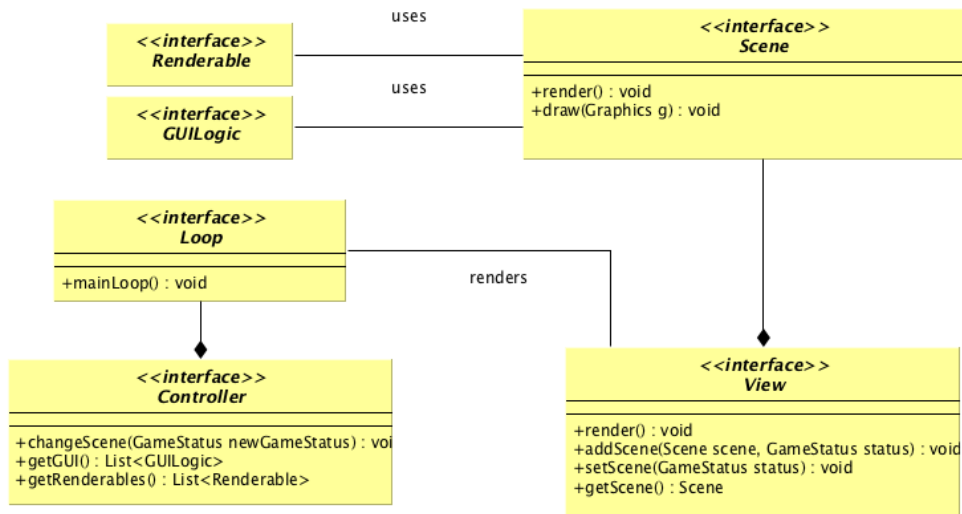 uses
<<interface>>
Renderable
<<interface>>
Scene
+render() : void
+draw(Graphics g) : void
uses
<<interface>>
GUILogic
<<interface>>
Loop
+mainLoop() : void
renders
<<interface>>
Controller
+changeScene(GameStatus newGameStatus) : voi
+getGUI() : List<GUILogic>
+getRenderables() : List<Renderable>
<<interface>>
View
+render() : void
+addScene(Scene scene, GameStatus status) : void
+setScene(GameStatus status) : void
+getScene() : Scene